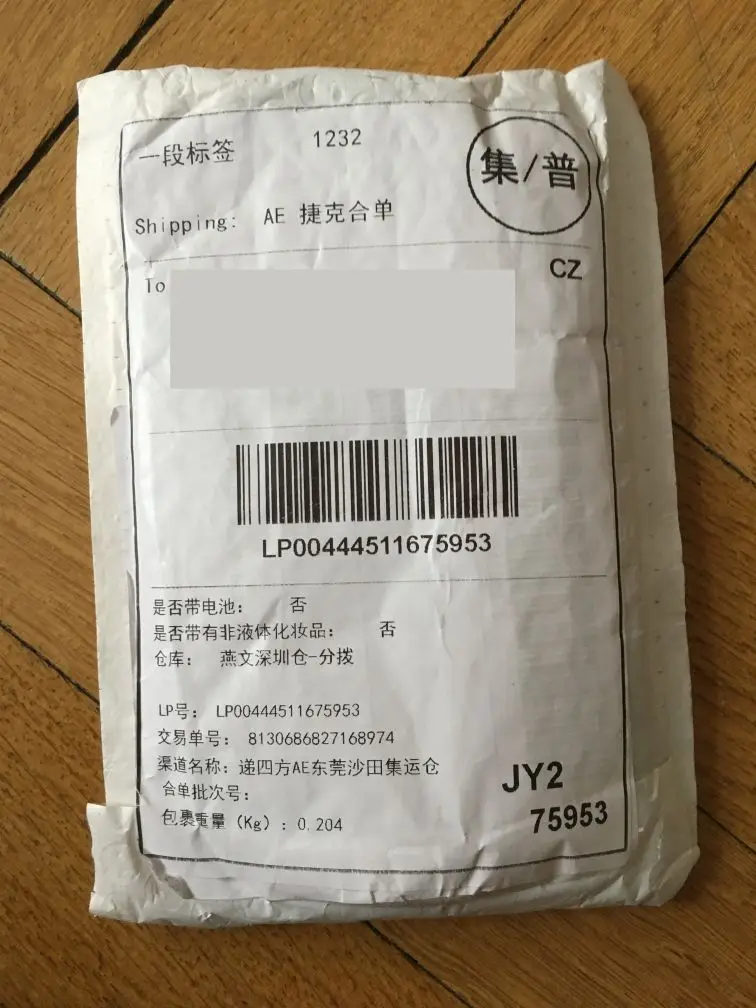 一段标签 1232 集/普
Shipping: AE 捷克合单
To CZ
LP00444511675953
是否带电池: 否
是否带有非液体化妆品: 否
仓库: 燕文深圳仓-分拨
LP号: LP00444511675953
交易单号: 8130686827168974
渠道名称: 递四方AE东莞沙田集运仓
合单批次号:
包裹重量 (Kg) : 0.204
JY2
75953